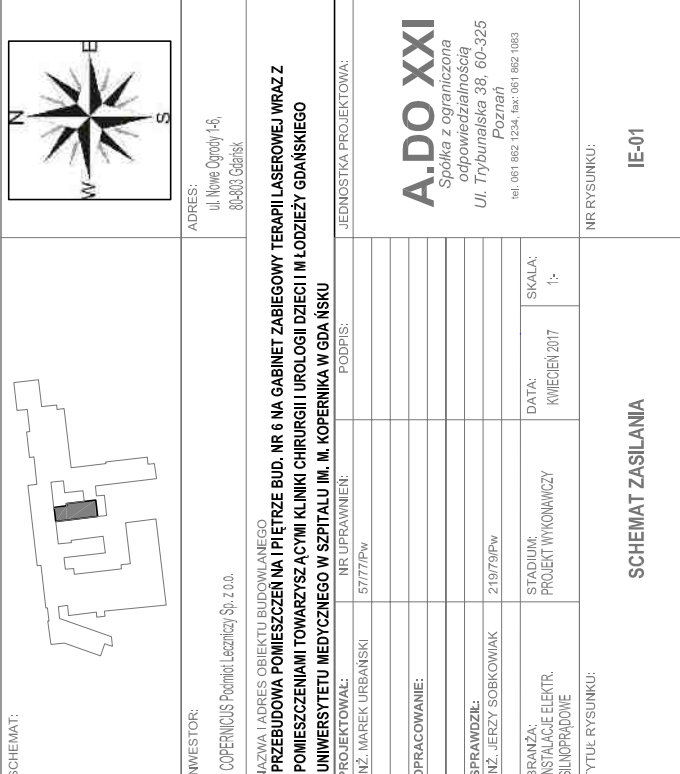 SCHEMAT:
N
E
S
W
NWESTOR:
COPERNICUS Podmiot Leczniczy Sp. z o.o.
ADRES:
ul. Nowe Ogrody 1-6,
80-803 Gdańsk
NAZWA I ADRES OBIEKTU BUDOWLANEGO
PRZEBUDOWA POMIESZCZEŃ NA I PIĘTRZE BUD. NR 6 NA GABINET ZABIEGOWY TERAPII LASEROWEJ WRAZ Z
POMIESZCZENIAMI TOWARZYSZĄCYMI KLINIKI CHIRURGII I UROLOGII DZIECI I MŁODZIEŻY GDAŃSKIEGO
UNIWERSYTETU MEDYCZNEGO W SZPITALU IM. M. KOPERNIKA W GDAŃSKU
PROJEKTOWAŁ:
NR UPRAWNIEŃ:
PODPIS:
JEDNOSTKA PROJEKTOWA:
INŻ. MAREK URBAŃSKI
57/77/Pw
OPRACOWANIE:
SPRAWDZIŁ:
INŻ. JERZY SOBKOWIAK
219/79/Pw
A.DO XXI
Spółka z ograniczona
odpowiedzialnością
Ul. Trybunalska 38, 60-325
Poznań
tel. 061 862 1234, fax: 061 862 1083
BRANŻA:
INSTALACJE ELEKTR.
SILNOPRĄDOWE
STADIUM:
PROJEKT WYKONAWCZY
DATA:
KWIECIEŃ 2017
SKALA:
1:-
TYTUŁ RYSUNKU:
SCHEMAT ZASILANIA
NR RYSUNKU:
IE-01